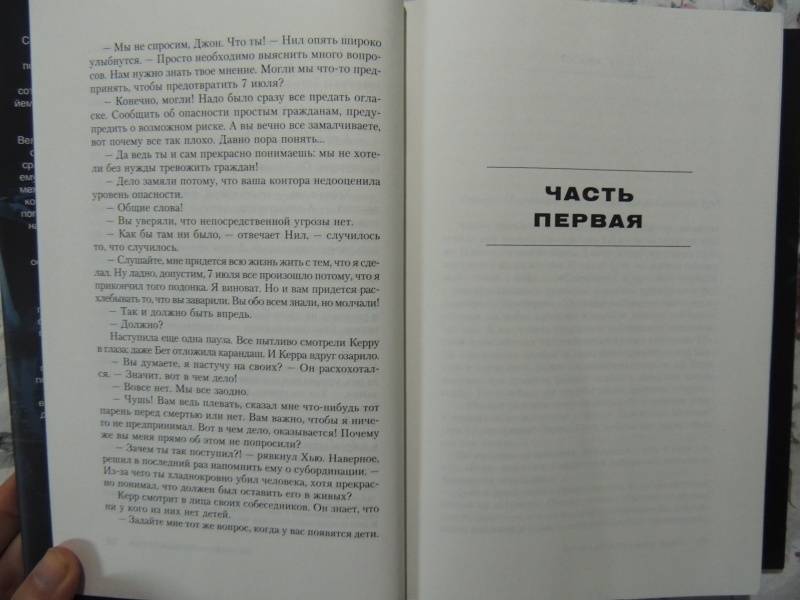 — Мы не спросим, Джон. Что ты! — Нил опять широко
улыбнулся. — Просто необходимо выяснить много вопро-
сов. Нам нужно знать твое мнение. Могли мы что-то пред-
принять, чтобы предотвратить 7 июля?
— Конечно, могли! Надо было сразу все предать огла-
ске. Сообщить об опасности простым гражданам, преду-
предить о возможном риске. А вы вечно все замалчиваете,
вот почему все так плохо. Давно пора понять...
— Да ведь ты и сам прекрасно понимаешь: мы не хоте-
ли без нужды тревожить граждан!
— Дело замяли потому, что ваша контора недооценила
уровень опасности.
— Общие слова!
— Вы уверяли, что непосредственной угрозы нет.
— Как бы там ни было, — отвечает Нил, — случилось
то, что случилось.
— Слушайте, мне придется всю жизнь жить с тем, что я сде-
лал. Ну ладно, допустим, 7 июля все произошло потому, что я
прикончил того подонка. Я виноват. Но и вам придется рас-
хлебывать то, что вы заварили. Вы обо всем знали, но молчали!
— Так и должно быть впредь.
— Должно?
Наступила еще одна пауза. Все пытливо смотрели Керру
в глаза; даже Бет отложила карандаш. И Керра вдруг озарило.
— Вы думаете, я настучу на своих? — Он расхохотал-
ся. — Значит, вот в чем дело!
— Вовсе нет. Мы все заодно.
— Чушь! Вам ведь плевать, сказал мне что-нибудь тот
парень перед смертью или нет. Вам важно, чтобы я ниче-
го не предпринимал. Вот в чем дело, оказывается! Почему
же вы меня прямо об этом не попросили?
— Зачем ты так поступил?! — рявкнул Хью. Наверное,
решил в последний раз напомнить ему о субординации. —
Из-за чего ты хладнокровно убил человека, хотя прекрас-
но понимал, что должен был оставить его в живых?
Керр смотрит в лица своих собеседников. Он знает, что
ни у кого из них нет детей.
— Задайте мне тот же вопрос, когда у вас появятся дети.
ЧАСТЬ
ПЕРВАЯ